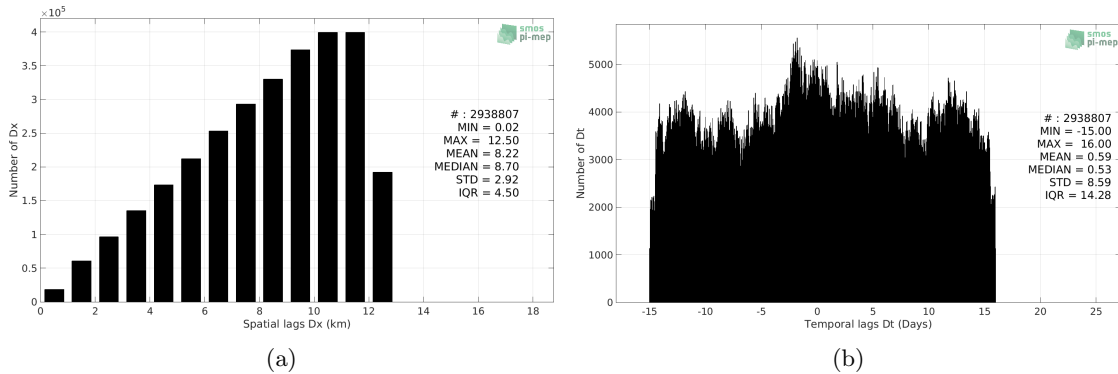 ×10⁵
4
3.5
3
2.5
2
1.5
1
0.5
0
Number of Dx
0 2 4 6 8 10 12 14 16 18
Spatial lags Dx (km)
smos
pi-mep
# : 2938807
MIN = 0.02
MAX = 12.50
MEAN = 8.22
MEDIAN = 8.70
STD = 2.92
IQR = 4.50
(a)
5000
4000
3000
2000
1000
0
Number of Dt
-15 -10 -5 0 5 10 15 20 25
Temporal lags Dt (Days)
smos
pi-mep
# : 2938807
MIN = -15.00
MAX = 16.00
MEAN = 0.59
MEDIAN = 0.53
STD = 8.59
IQR = 14.28
(b)